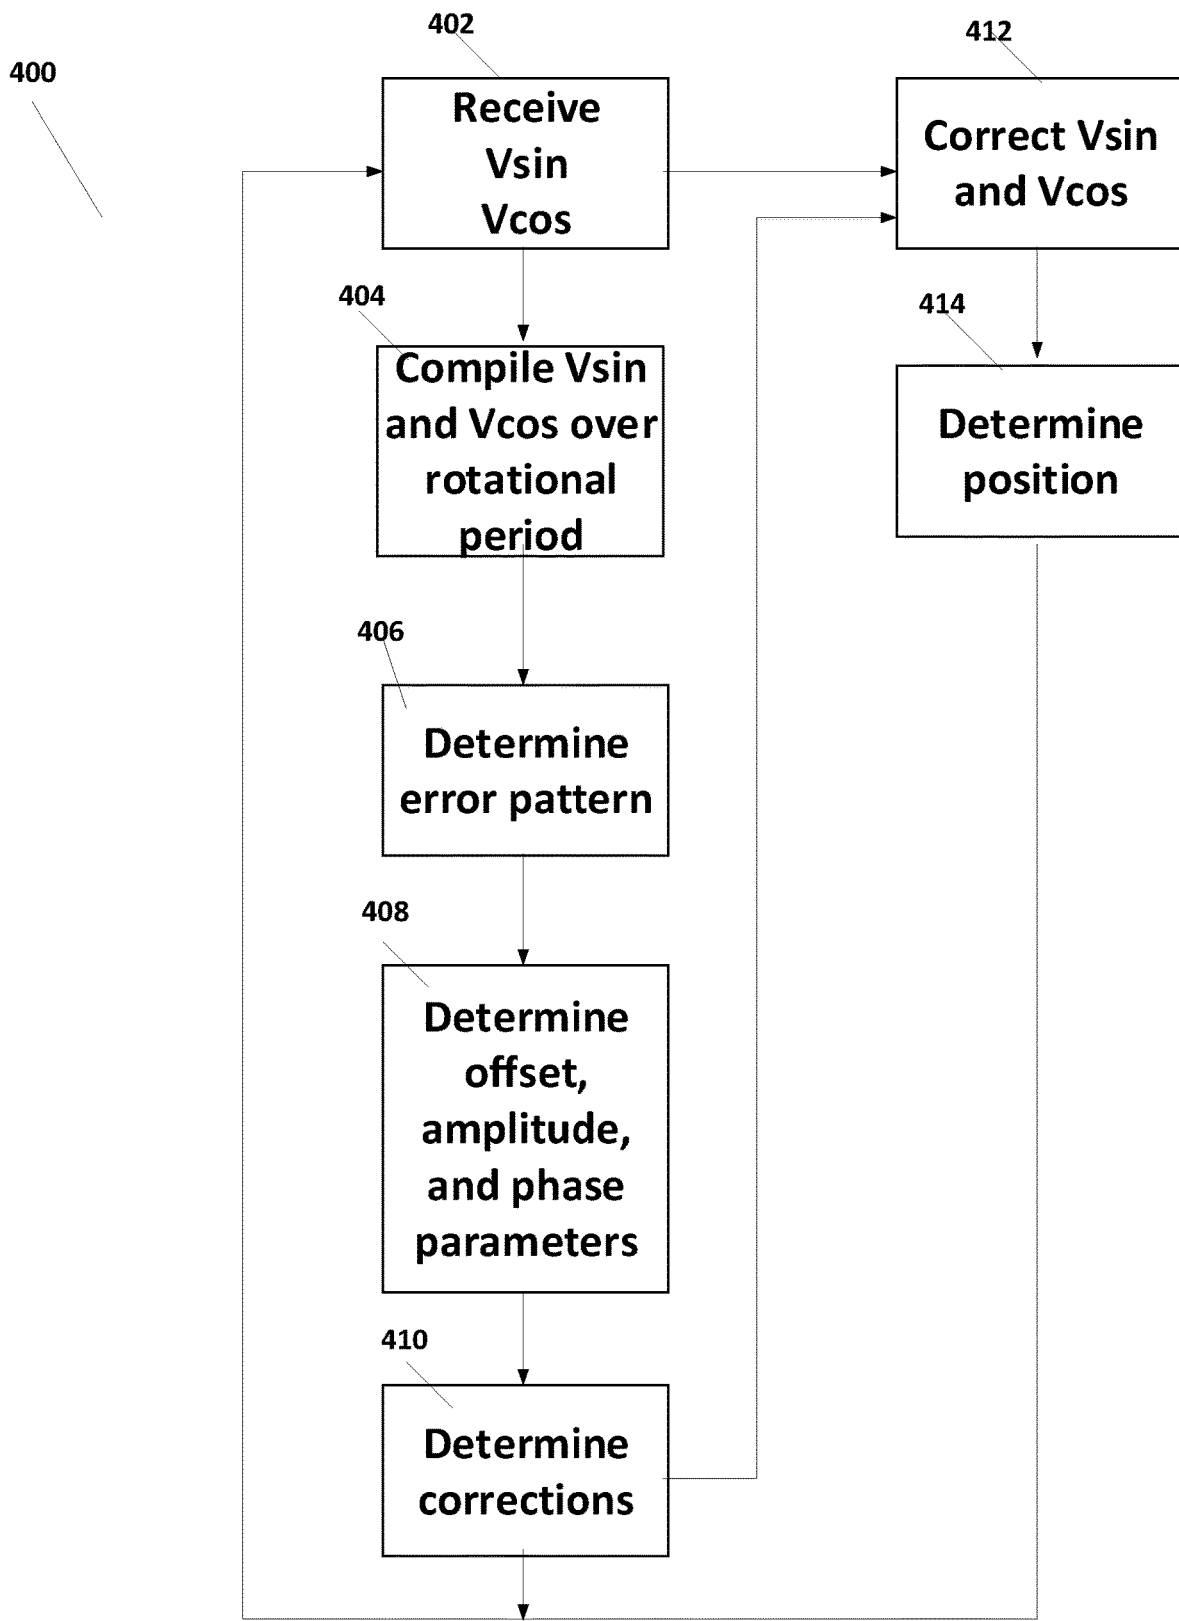 400
402
Receive
Vsin
Vcos
404
Compile Vsin
and Vcos over
rotational
period
406
Determine
error pattern
408
Determine
offset,
amplitude,
and phase
parameters
410
Determine
corrections
412
Correct Vsin
and Vcos
414
Determine
position